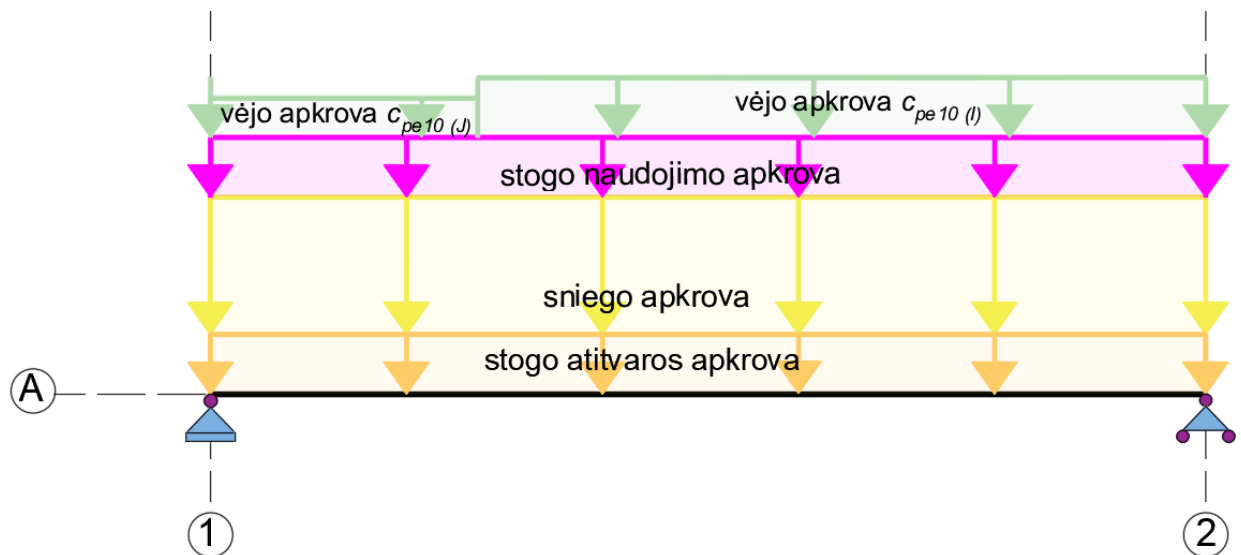 vėjo apkrova cpe10 (J)
vėjo apkrova cpe10 (I)
stogo naudojimo apkrova
sniego apkrova
stogo atitvaros apkrova
A
1
2